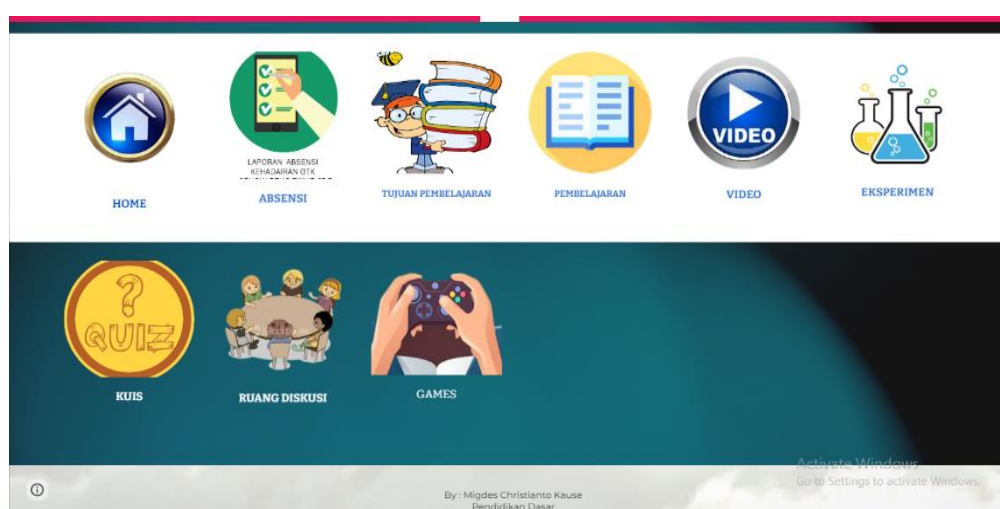 LAPORAN ABSENSI
KEHADAIRAN GTK
VIDEO
HOME
ABSENSI
TUJUAN PEMBELAJARAN
PEMBELAJARAN
VIDEO
EKSPERIMEN
?
QUIZ
KUIS
RUANG DISKUSI
GAMES
Activate Windows
Go to Settings to activate Windows.
By : Migdes Christianto Kause
Pendidikan Dasar